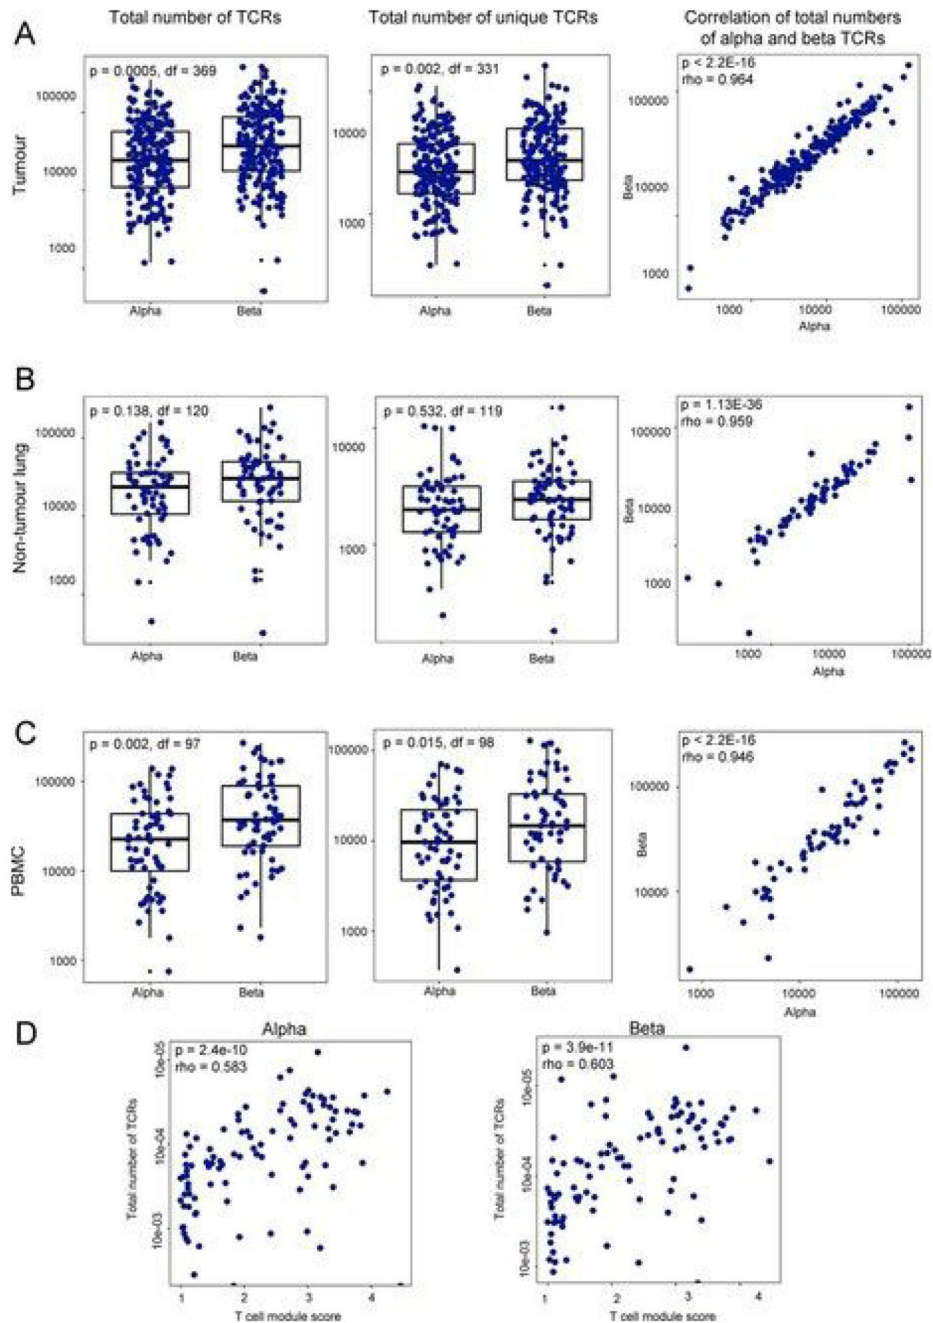 Total number of TCRs
Total number of unique TCRs
Correlation of total numbers
of alpha and beta TCRs
A
Tumour
p = 0.0005, df = 369
100000
10000
1000
Alpha
Beta
p = 0.002, df = 331
10000
1000
Alpha
Beta
p < 2.2E-16
rho = 0.964
Beta
100000
10000
1000
1000
10000
100000
Alpha
B
Non-tumour lung
p = 0.138, df = 120
100000
10000
1000
Alpha
Beta
p = 0.532, df = 119
10000
1000
Alpha
Beta
p = 1.13E-36
rho = 0.959
Beta
100000
10000
1000
1000
10000
100000
Alpha
C
PBMC
p = 0.002, df = 97
100000
10000
1000
Alpha
Beta
p = 0.015, df = 98
100000
10000
1000
Alpha
Beta
p < 2.2E-16
rho = 0.946
Beta
100000
10000
1000
10000
100000
Alpha
D
Alpha
p = 2.4e-10
rho = 0.583
Total number of TCRs
10e-05
10e-04
10e-03
1
2
3
4
T cell module score
Beta
p = 3.9e-11
rho = 0.603
Total number of TCRs
10e-05
10e-04
10e-03
1
2
3
4
T cell module score